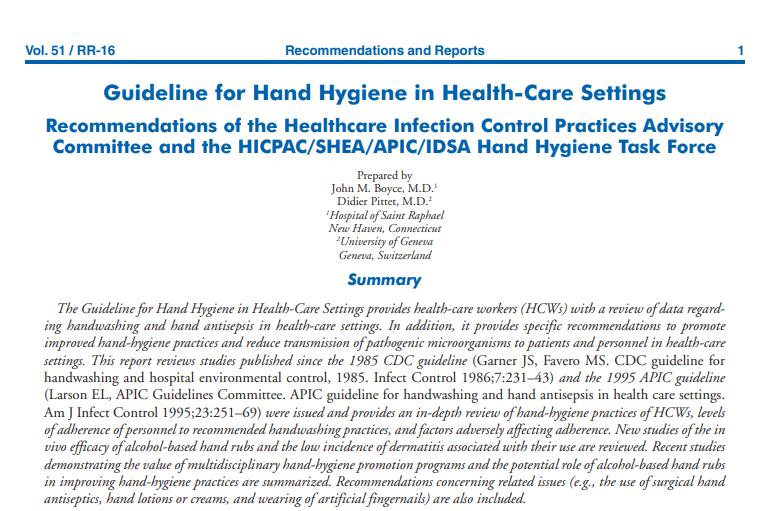 Vol. 51 / RR-16 Recommendations and Reports 1
Guideline for Hand Hygiene in Health-Care Settings
Recommendations of the Healthcare Infection Control Practices Advisory
Committee and the HICPAC/SHEA/APIC/IDSA Hand Hygiene Task Force
Prepared by
John M. Boyce, M.D.¹
Didier Pittet, M.D.²
¹Hospital of Saint Raphael
New Haven, Connecticut
²University of Geneva
Geneva, Switzerland
Summary
The Guideline for Hand Hygiene in Health-Care Settings provides health-care workers (HCWs) with a review of data regard-
ing handwashing and hand antisepsis in health-care settings. In addition, it provides specific recommendations to promote
improved hand-hygiene practices and reduce transmission of pathogenic microorganisms to patients and personnel in health-care
settings. This report reviews studies published since the 1985 CDC guideline (Garner JS, Favero MS. CDC guideline for
handwashing and hospital environmental control, 1985. Infect Control 1986;7:231–43) and the 1995 APIC guideline
(Larson EL, APIC Guidelines Committee. APIC guideline for handwashing and hand antisepsis in health care settings.
Am J Infect Control 1995;23:251–69) were issued and provides an in-depth review of hand-hygiene practices of HCWs, levels
of adherence of personnel to recommended handwashing practices, and factors adversely affecting adherence. New studies of the in
vivo efficacy of alcohol-based hand rubs and the low incidence of dermatitis associated with their use are reviewed. Recent studies
demonstrating the value of multidisciplinary hand-hygiene promotion programs and the potential role of alcohol-based hand rubs
in improving hand-hygiene practices are summarized. Recommendations concerning related issues (e.g., the use of surgical hand
antiseptics, hand lotions or creams, and wearing of artificial fingernails) are also included.